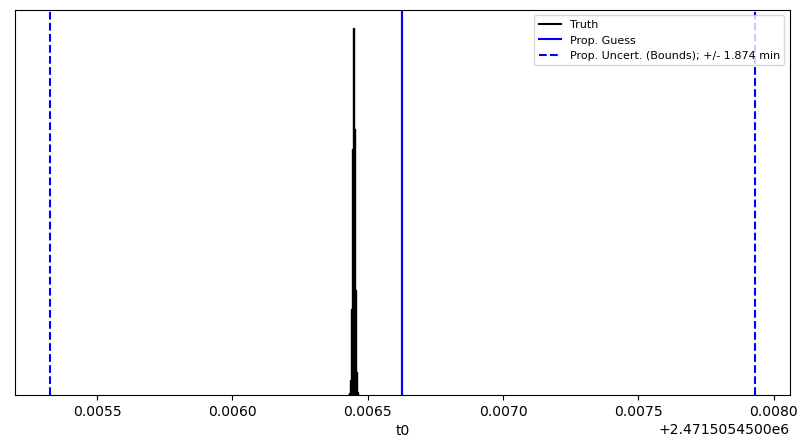 Truth
Prop. Guess
Prop. Uncert. (Bounds); +/- 1.874 min
0.0055 0.0060 0.0065 0.0070 0.0075 0.0080
t0
+2.4715054500e6